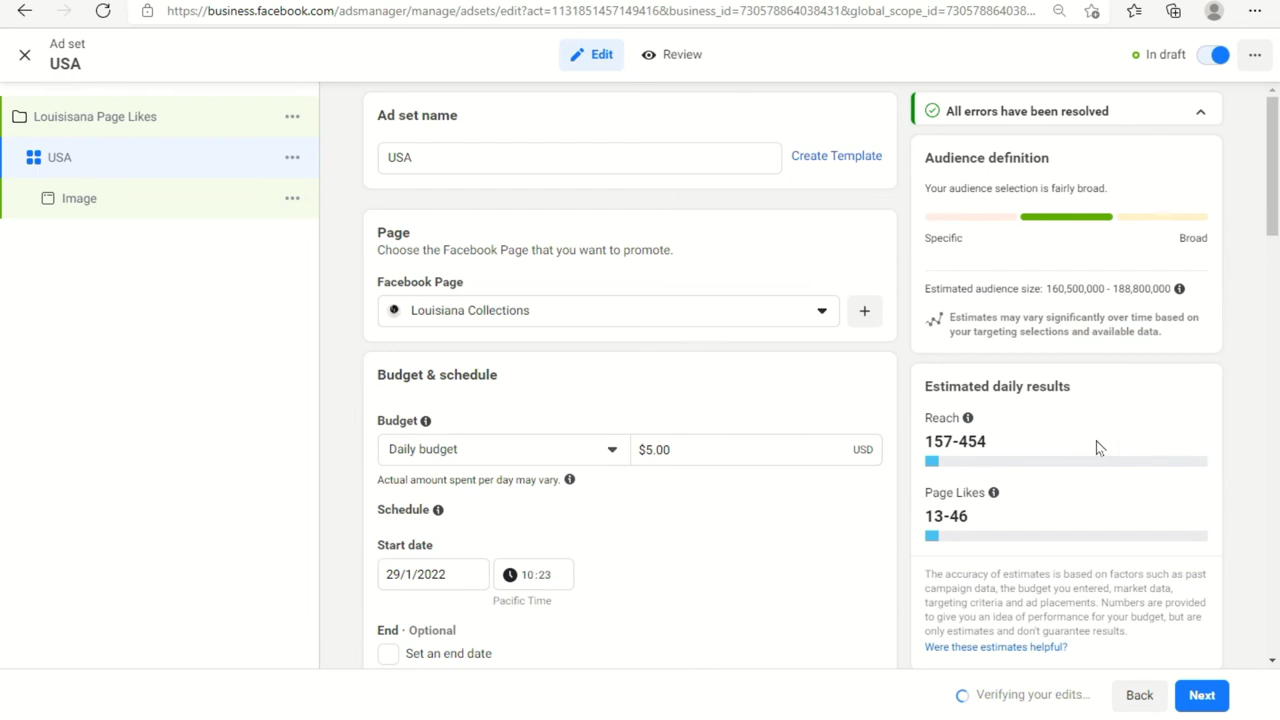 https://business.facebook.com/adsmanager/manage/adsets/edit?act=1131851457149416&business_id=730578864038431&global_scope_id=730578864038...
Ad set
USA
Edit
Review
In draft
Louisisana Page Likes
USA
Image
Ad set name
USA
Create Template
Page
Choose the Facebook Page that you want to promote.
Facebook Page
Louisiana Collections
Budget & schedule
Budget
Daily budget
$5.00
USD
Actual amount spent per day may vary.
Schedule
Start date
29/1/2022
10:23
Pacific Time
End · Optional
Set an end date
All errors have been resolved
Audience definition
Your audience selection is fairly broad.
Specific
Broad
Estimated audience size: 160,500,000 - 188,800,000
Estimates may vary significantly over time based on
your targeting selections and available data.
Estimated daily results
Reach
157-454
Page Likes
13-46
The accuracy of estimates is based on factors such as past
campaign data, the budget you entered, market data,
targeting criteria and ad placements. Numbers are provided
to give you an idea of performance for your budget, but are
only estimates and don't guarantee results.
Were these estimates helpful?
Verifying your edits...
Back
Next